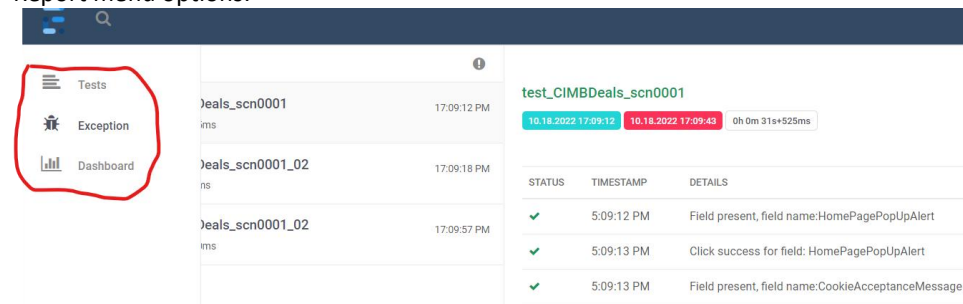 Report menu options:
Tests
Exception
Dashboard
Deals_scn0001 17:09:12 PM
Deals_scn0001_02 17:09:18 PM
Deals_scn0001_02 17:09:57 PM
test_CIMBDeals_scn0001
10.18.2022 17:09:12 10.18.2022 17:09:43 0h 0m 31s+525ms
STATUS TIMESTAMP DETAILS
5:09:12 PM Field present, field name:HomePagePopUpAlert
5:09:13 PM Click success for field: HomePagePopUpAlert
5:09:13 PM Field present, field name:CookieAcceptanceMessage